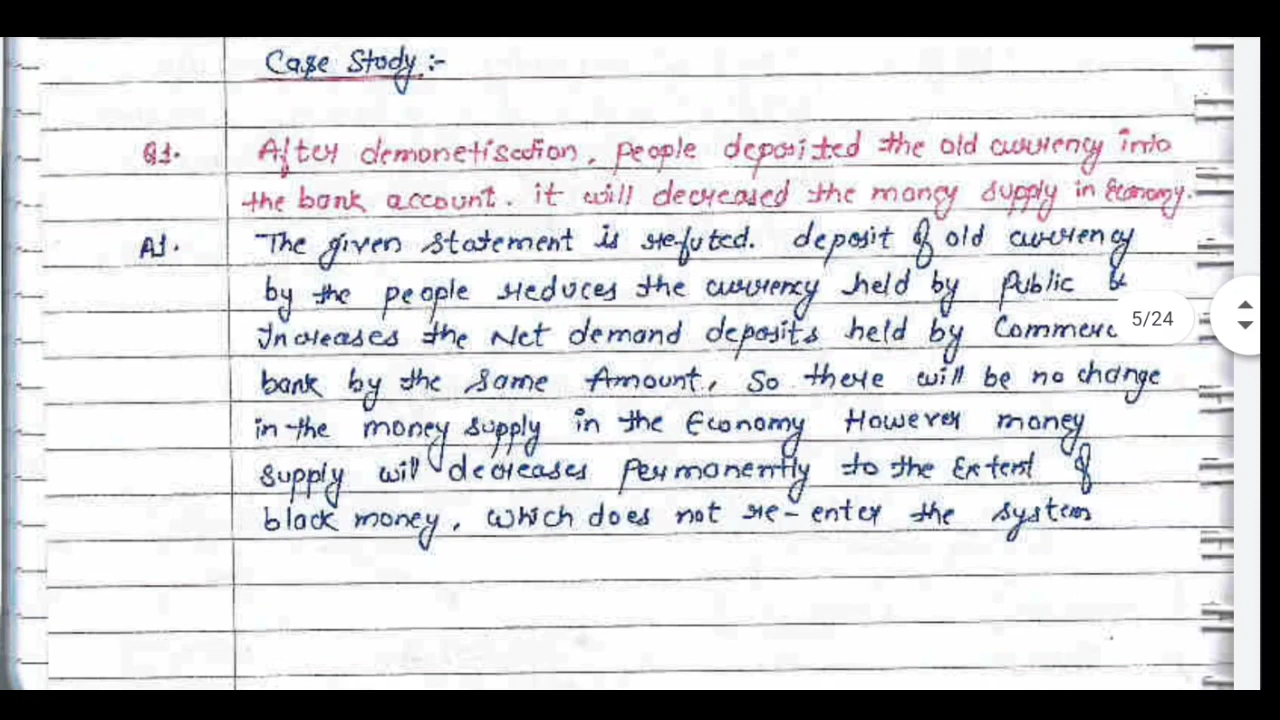 Case Study :-
Q1. After demonetisation, people deposited the old currency into
the bank account. it will decreased the money supply in Economy.
A1. The given statement is refuted. deposit of old currency
by the people reduces the currency held by Public &
Increases the Net demand deposits held by Commerc
5/24
bank by the same Amount, So there will be no change
in the money supply in the Economy However money
supply will decreases Permanently to the Extent of
black money, which does not re-enter the system